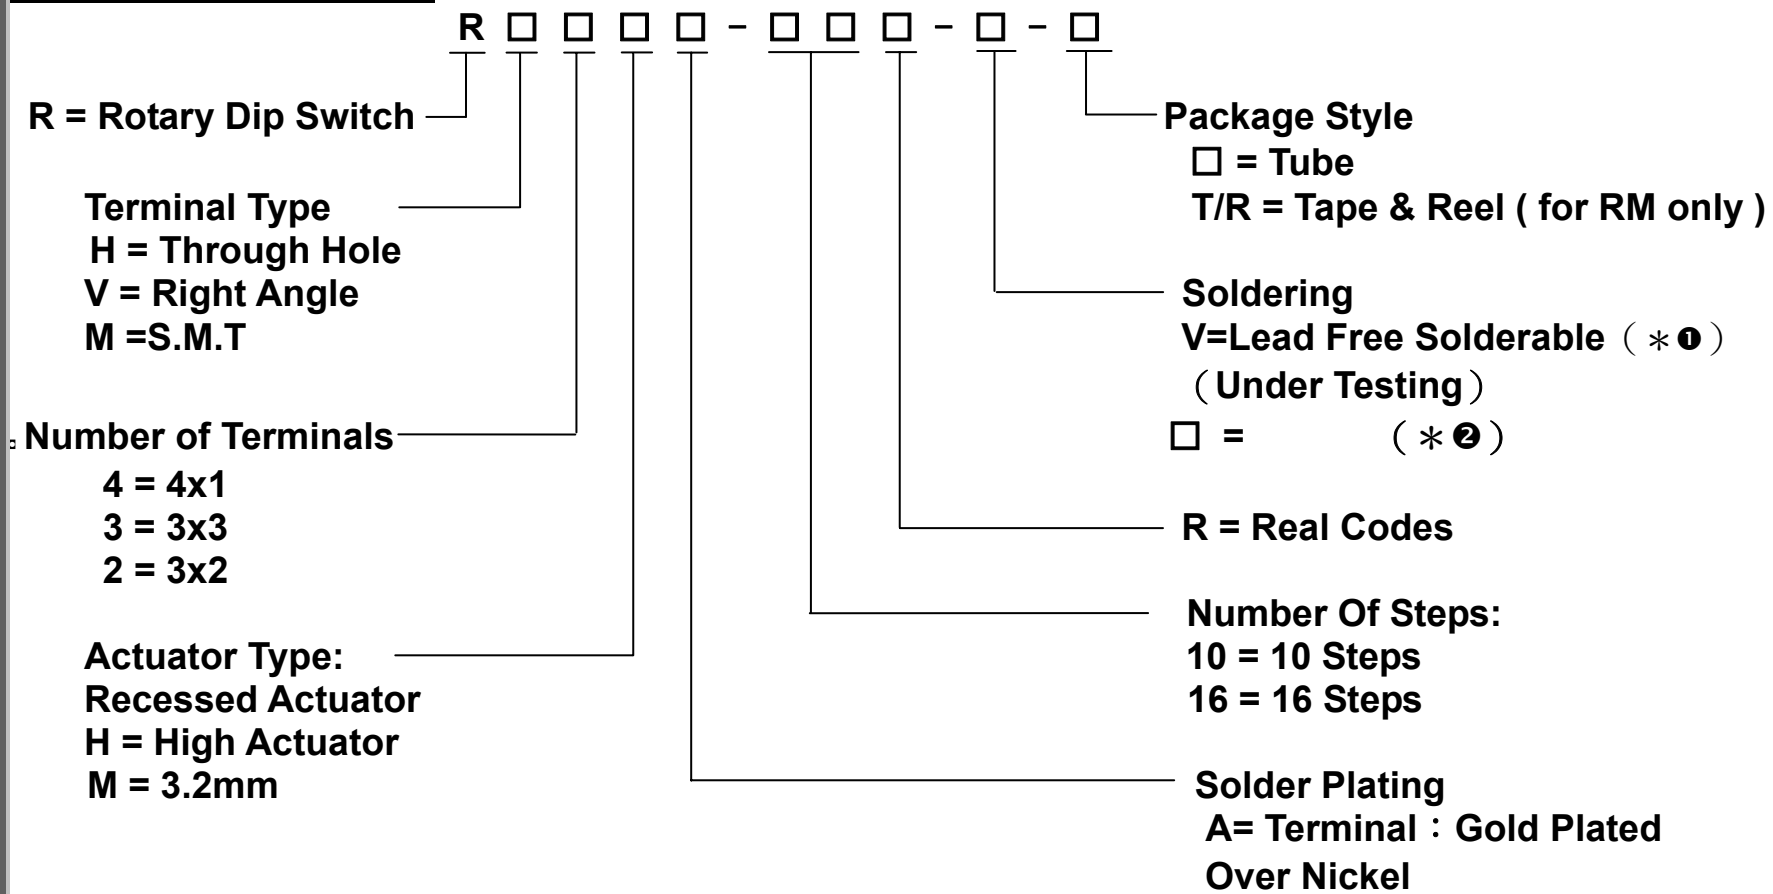 R □ □ □ □ - □ □ □ - □ - □
R = Rotary Dip Switch
Terminal Type
H = Through Hole
V = Right Angle
M =S.M.T
Number of Terminals
4 = 4x1
3 = 3x3
2 = 3x2
Actuator Type:
Recessed Actuator
H = High Actuator
M = 3.2mm
Package Style
□ = Tube
T/R = Tape & Reel ( for RM only )
Soldering
V=Lead Free Solderable（＊❶）
（Under Testing）
□ = （＊❷）
R = Real Codes
Number Of Steps:
10 = 10 Steps
16 = 16 Steps
Solder Plating
A= Terminal：Gold Plated
Over Nickel